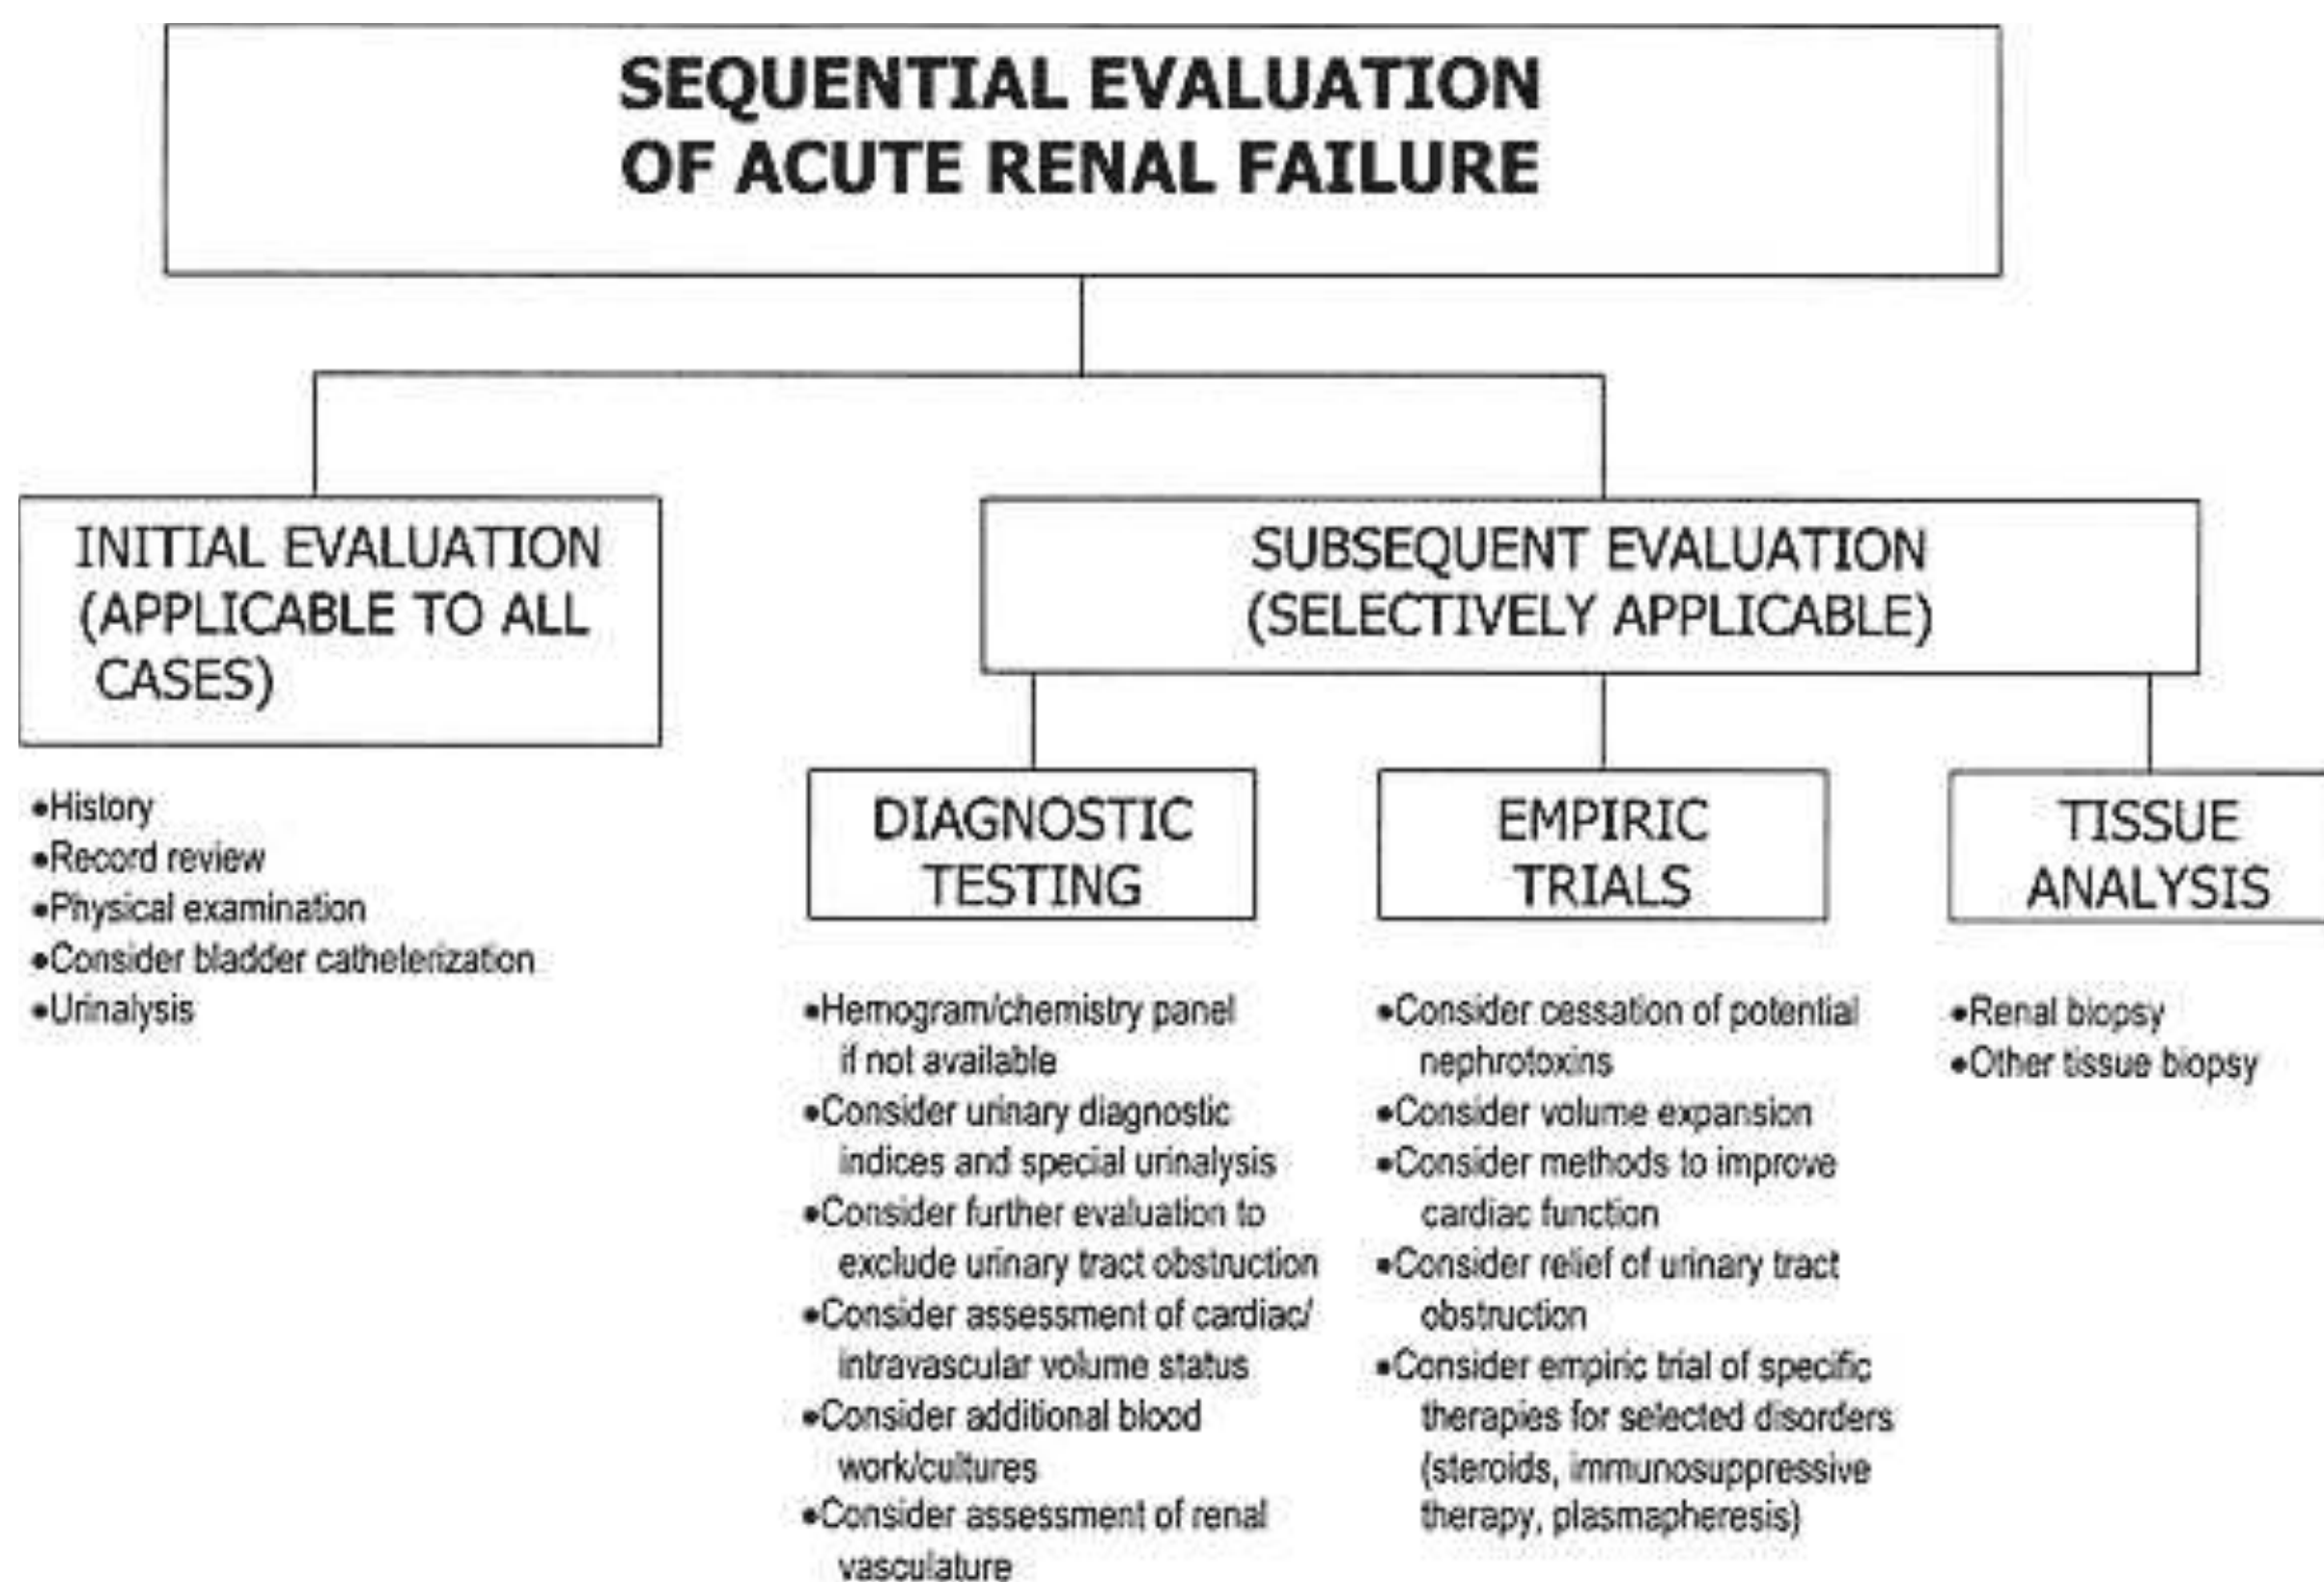 SEQUENTIAL EVALUATION
OF ACUTE RENAL FAILURE
INITIAL EVALUATION
(APPLICABLE TO ALL
CASES)
•History
•Record review
•Physical examination
•Consider bladder catheterization
•Urinalysis
SUBSEQUENT EVALUATION
(SELECTIVELY APPLICABLE)
DIAGNOSTIC
TESTING
•Hemogram/chemistry panel
if not available
•Consider urinary diagnostic
indices and special urinalysis
•Consider further evaluation to
exclude urinary tract obstruction
•Consider assessment of cardiac/
intravascular volume status
•Consider additional blood
work/cultures
•Consider assessment of renal
vasculature
EMPIRIC
TRIALS
•Consider cessation of potential
nephrotoxins
•Consider volume expansion
•Consider methods to improve
cardiac function
•Consider relief of urinary tract
obstruction
•Consider empiric trial of specific
therapies for selected disorders
(steroids, immunosuppressive
therapy, plasmapheresis)
TISSUE
ANALYSIS
•Renal biopsy
•Other tissue biopsy